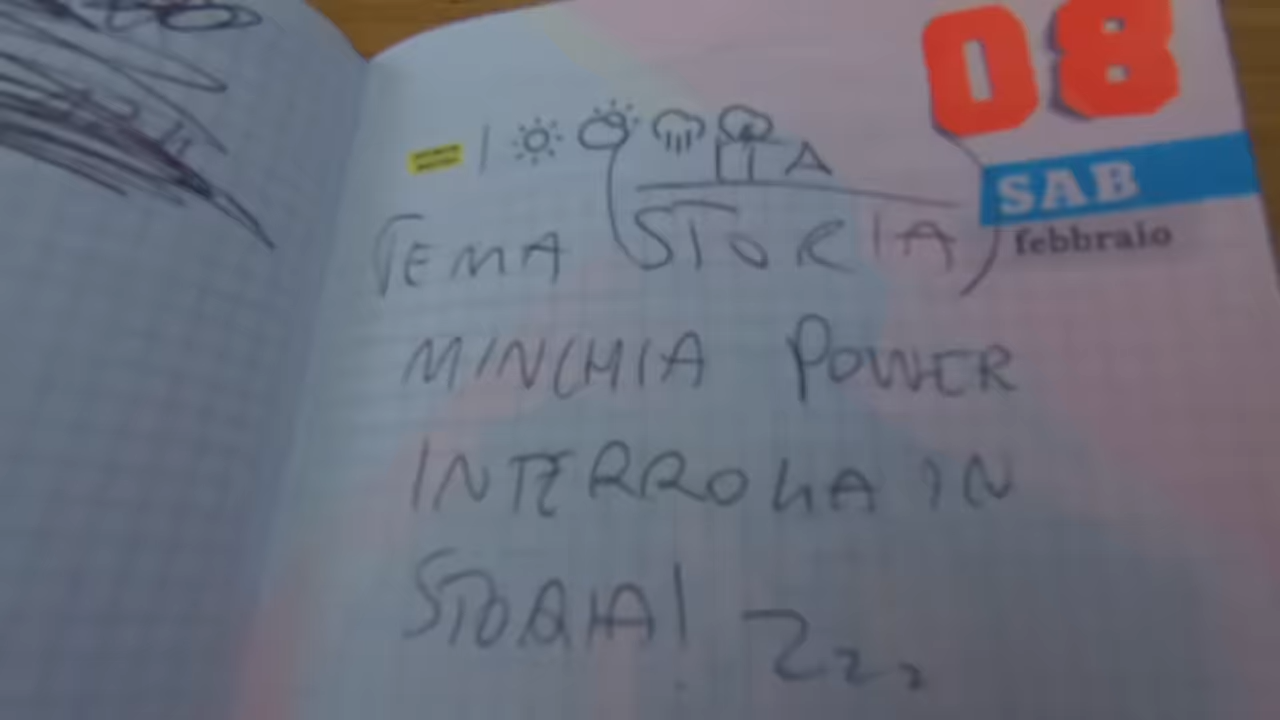 08
SAB
febbraio
ITA
TEMA (STORIA)
MINCHIA POWER
INTERROGA IN
STORIA! Zzz